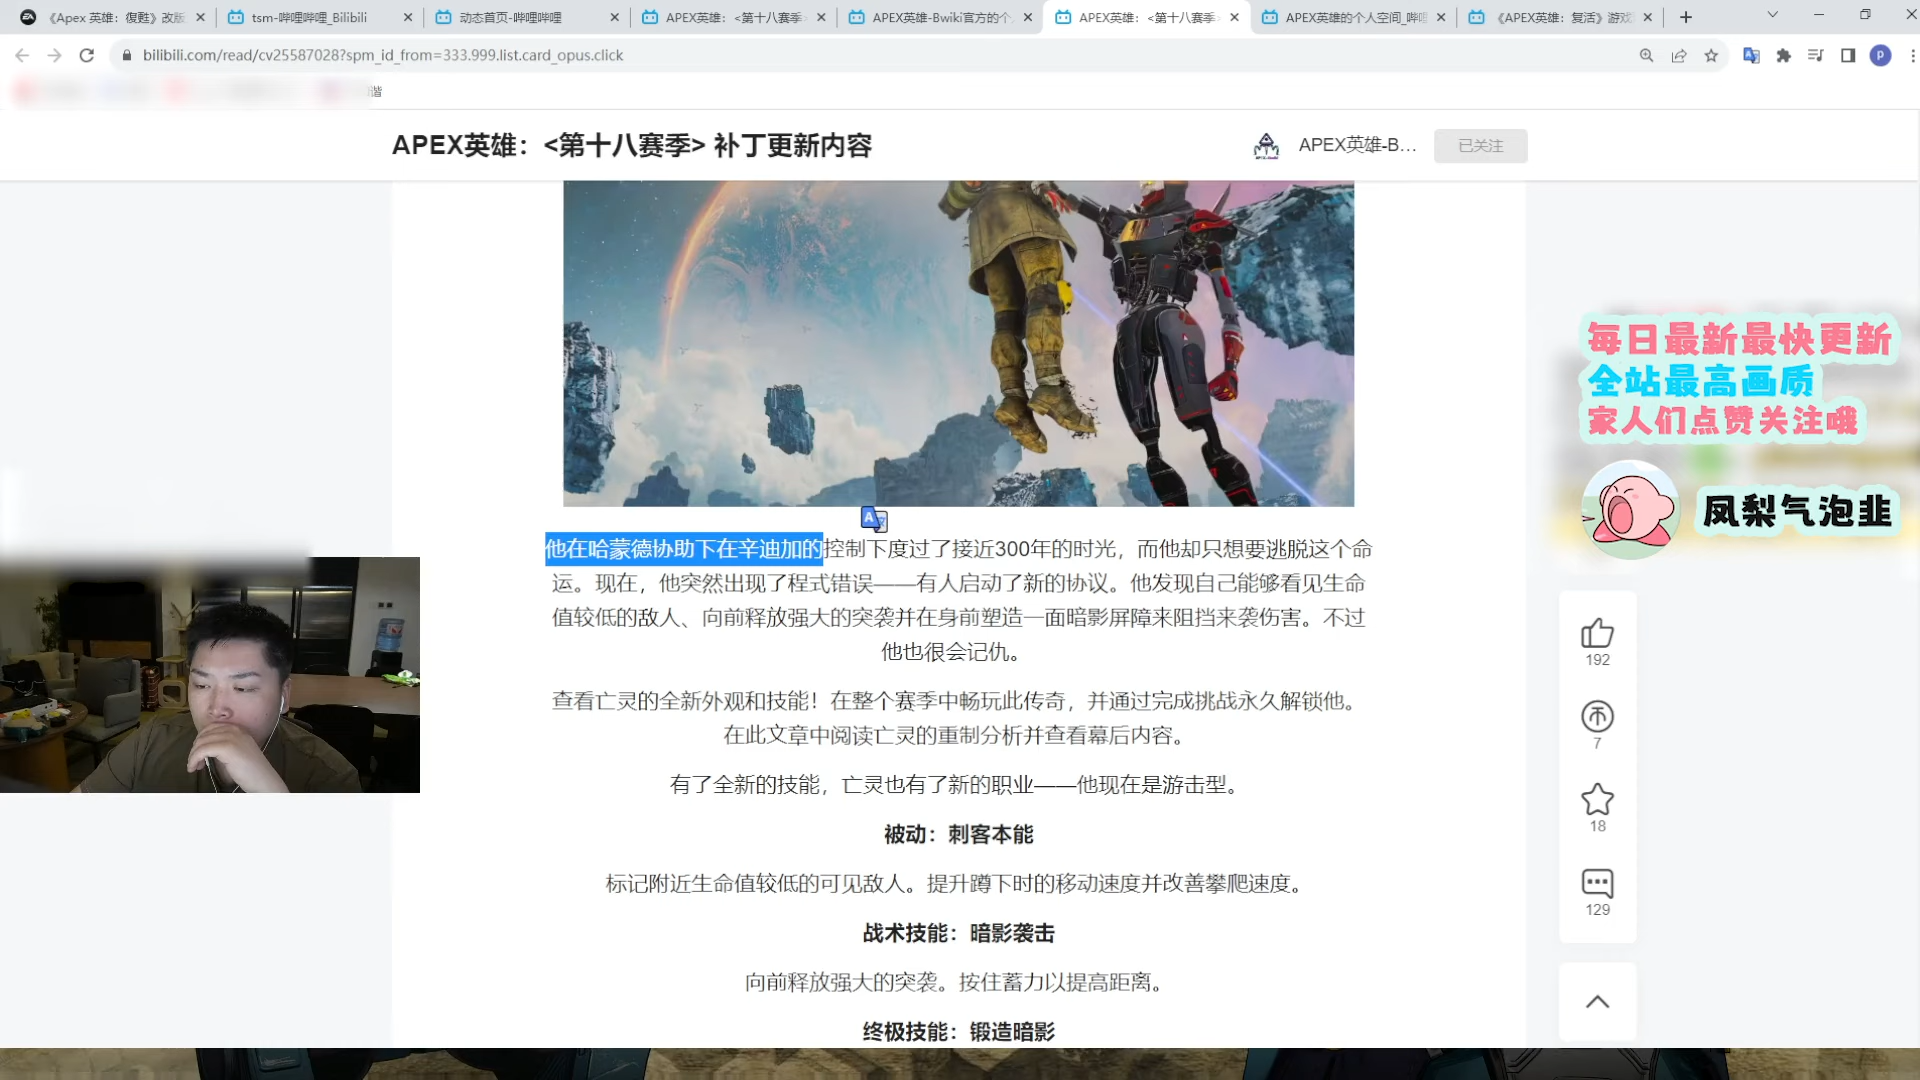 《Apex 英雄：復甦》改版
tsm-哔哩哔哩_Bilibili
动态首页-哔哩哔哩
APEX英雄：<第十八赛季
APEX英雄-Bwiki官方的个人
APEX英雄：<第十八赛季
APEX英雄的个人空间_哔哩
《APEX英雄：复活》游戏
bilibili.com/read/cv25587028?spm_id_from=333.999.list.card_opus.click
P
APEX英雄：<第十八赛季> 补丁更新内容
APEX英雄-B...
已关注
每日最新最快更新
全站最高画质
家人们点赞关注哦
凤梨气泡韭
他在哈蒙德协助下在辛迪加的控制下度过了接近300年的时光，而他却只想要逃脱这个命
运。现在，他突然出现了程式错误——有人启动了新的协议。他发现自己能够看见生命
值较低的敌人、向前释放强大的突袭并在身前塑造一面暗影屏障来阻挡来袭伤害。不过
他也很会记仇。
查看亡灵的全新外观和技能！在整个赛季中畅玩此传奇，并通过完成挑战永久解锁他。
在此文章中阅读亡灵的重制分析并查看幕后内容。
有了全新的技能，亡灵也有了新的职业——他现在是游击型。
被动：刺客本能
标记附近生命值较低的可见敌人。提升蹲下时的移动速度并改善攀爬速度。
战术技能：暗影袭击
向前释放强大的突袭。按住蓄力以提高距离。
终极技能：锻造暗影
192
7
18
129